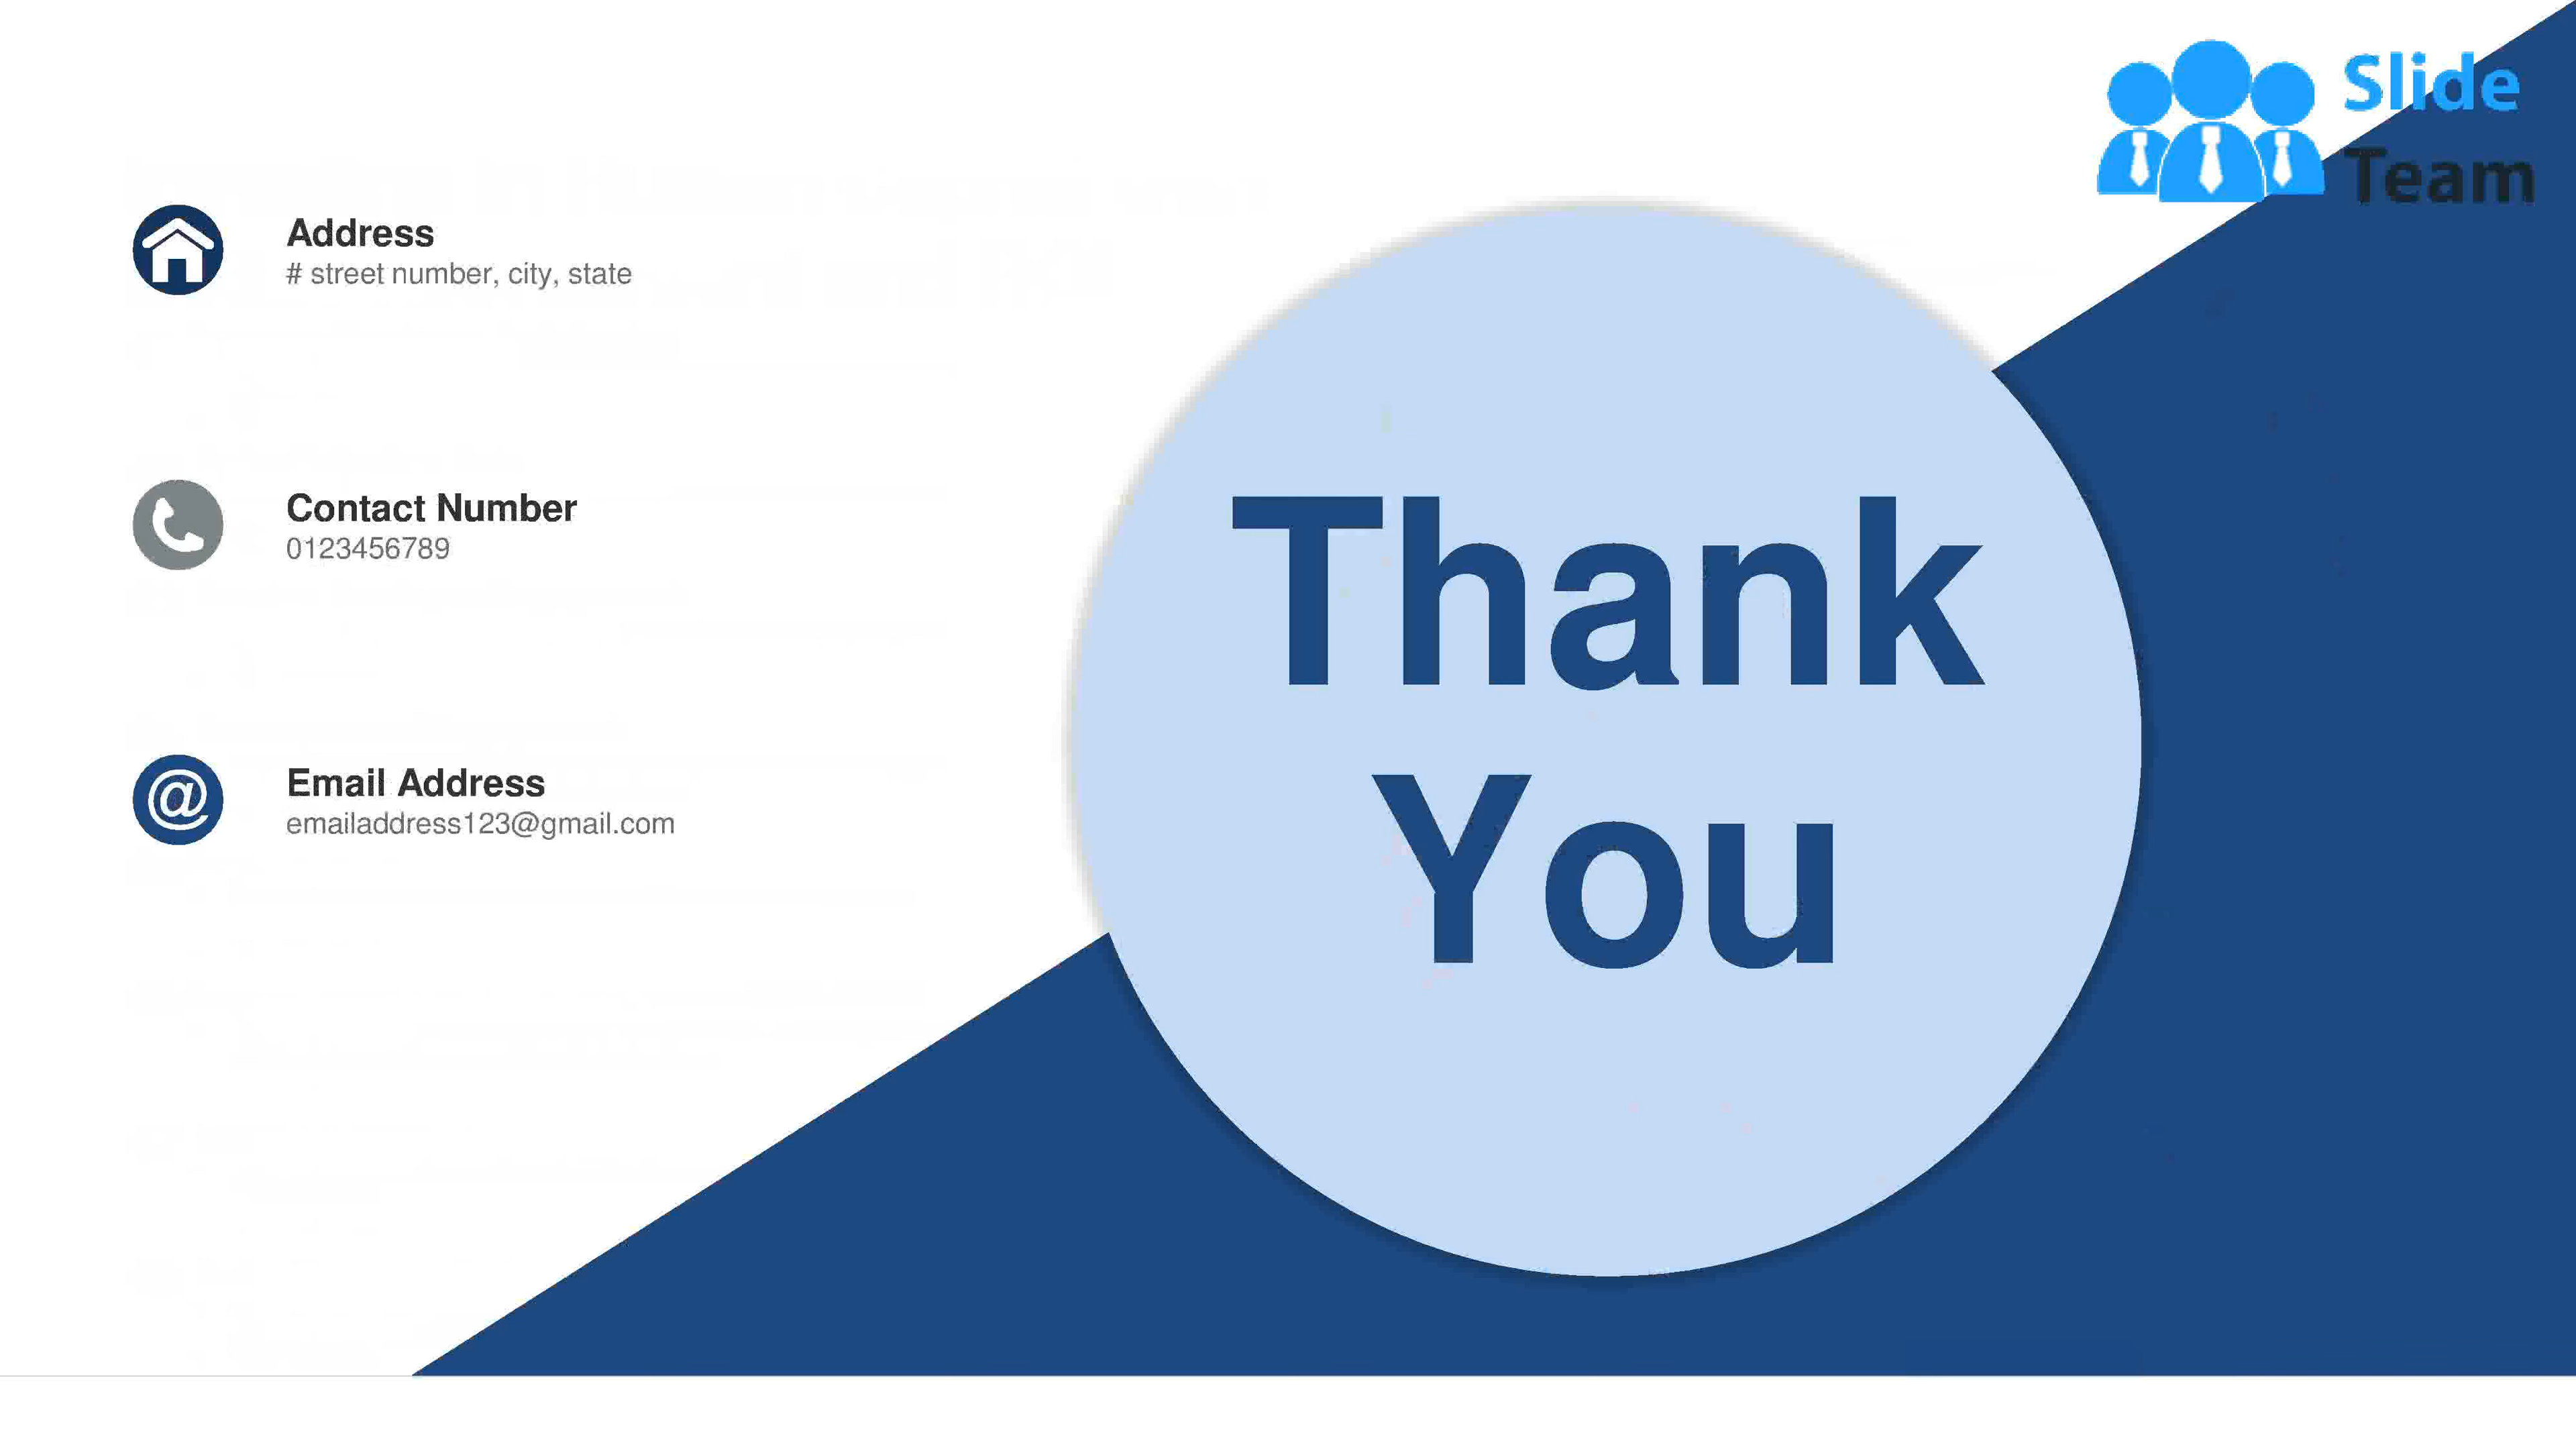 Slide
Team
Address
# street number, city, state
Contact Number
0123456789
Email Address
emailaddress123@gmail.com
Thank
You